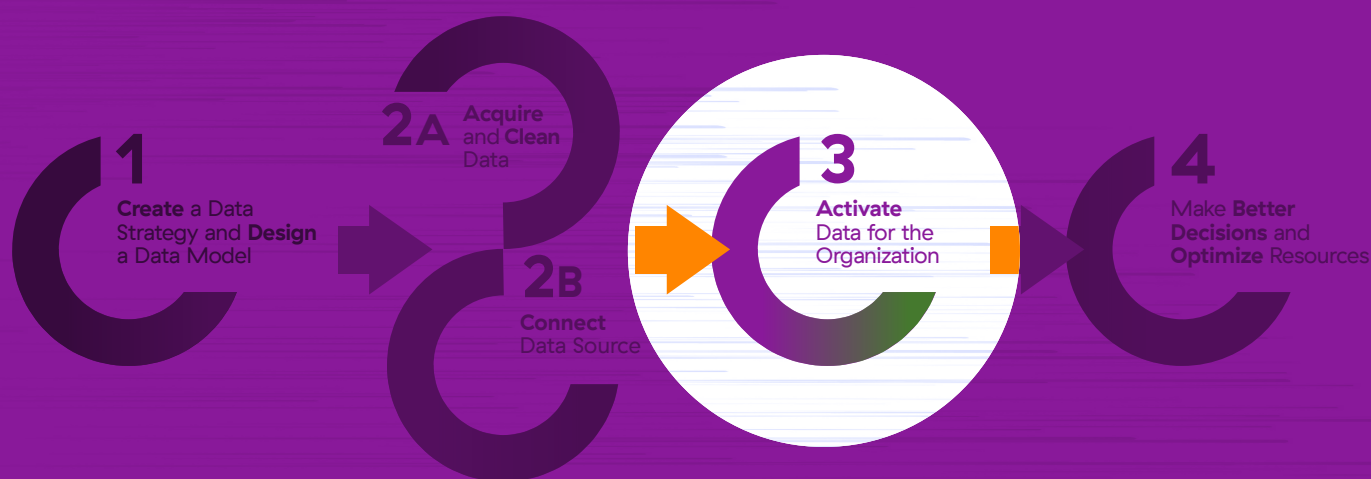 1
Create a Data
Strategy and Design
a Data Model
2A
Acquire
and Clean
Data
2B
Connect
Data Source
3
Activate
Data for the
Organization
4
Make Better
Decisions and
Optimize Resources